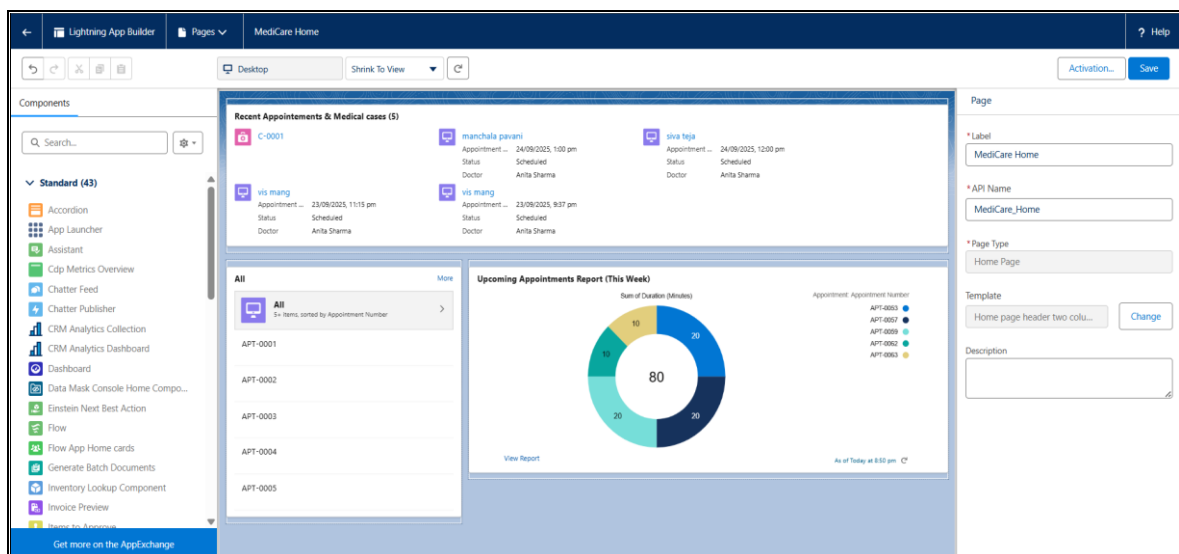 Lightning App Builder
Pages
MediCare Home
? Help
Desktop
Shrink To View
Activation...
Save
Components
Search...
Standard (43)
Accordion
App Launcher
Assistant
Cdp Metrics Overview
Chatter Feed
Chatter Publisher
CRM Analytics Collection
CRM Analytics Dashboard
Dashboard
Data Mask Console Home Compo...
Einstein Next Best Action
Flow
Flow App Home cards
Generate Batch Documents
Inventory Lookup Component
Invoice Preview
Items to Approve
Get more on the AppExchange
Recent Appointements & Medical cases (5)
C-0001
manchala pavani
Appointment ... 24/09/2025, 1:00 pm
Status Scheduled
Doctor Anita Sharma
siva teja
Appointment ... 24/09/2025, 12:00 pm
Status Scheduled
Doctor Anita Sharma
vis mang
Appointment ... 23/09/2025, 11:15 pm
Status Scheduled
Doctor Anita Sharma
vis mang
Appointment ... 23/09/2025, 9:37 pm
Status Scheduled
Doctor Anita Sharma
All
More
All
5+ items, sorted by Appointment Number
APT-0001
APT-0002
APT-0003
APT-0004
APT-0005
Upcoming Appointments Report (This Week)
Sum of Duration (Minutes)
10
20
10
80
20
20
Appointment: Appointment Number
APT-0053
APT-0057
APT-0059
APT-0062
APT-0063
View Report
As of Today at 8:50 pm
Page
*Label
MediCare Home
*API Name
MediCare_Home
*Page Type
Home Page
Template
Home page header two colu...
Change
Description